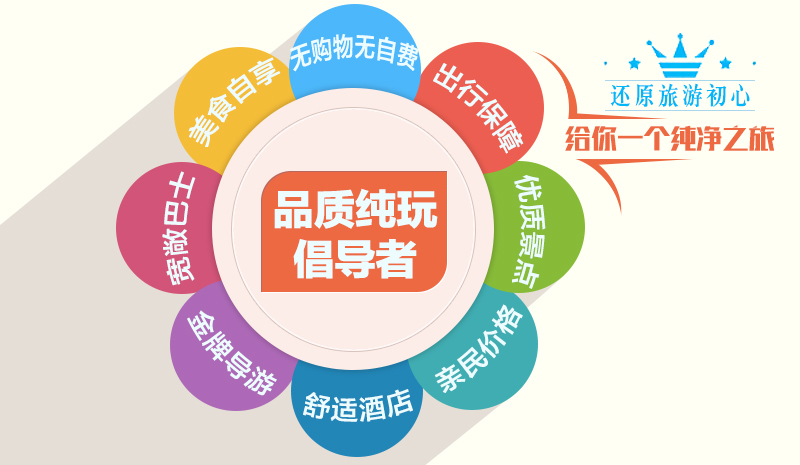 无购物无自费
出行保障
优质景点
亲民价格
舒适酒店
金牌导游
宽敞巴士
美食自享
品质纯玩
倡导者
还原旅游初心
给你一个纯净之旅